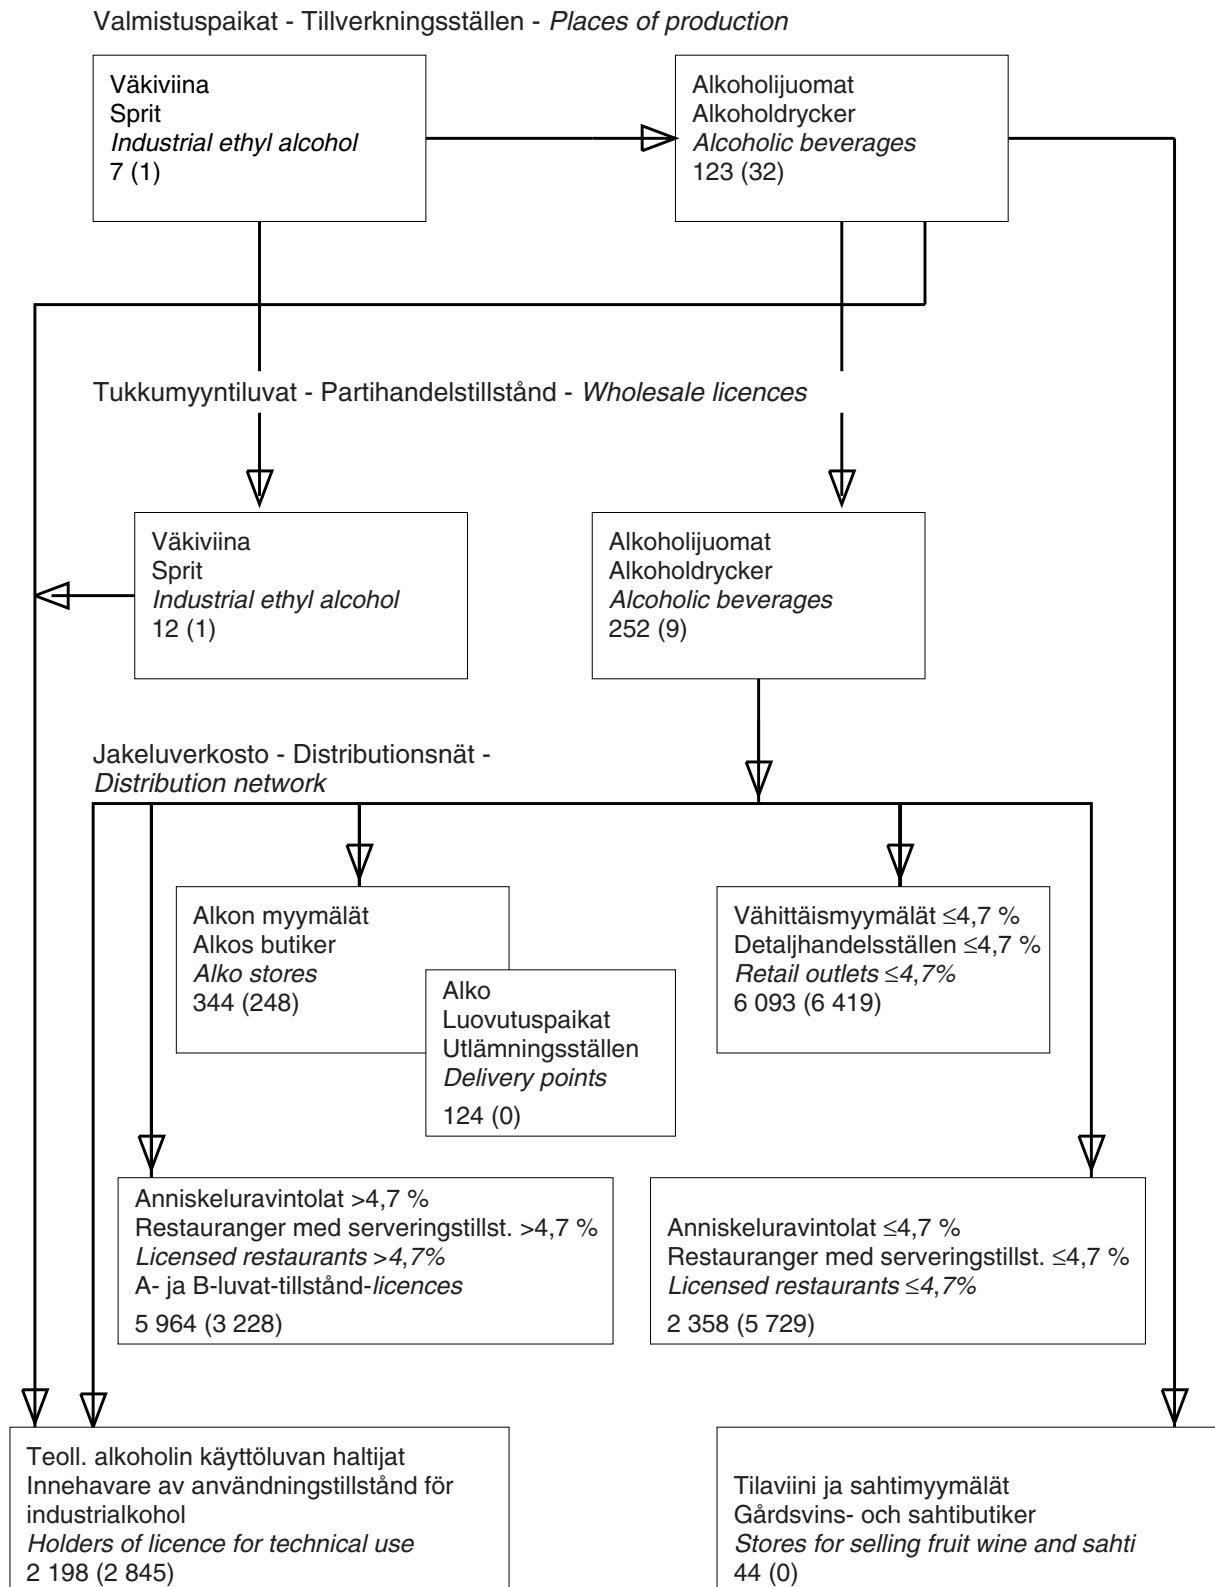 Valmistuspaikat - Tillverkningsställen - Places of production
Väkiviina
Sprit
Industrial ethyl alcohol
7 (1)
Alkoholijuomat
Alkoholdrycker
Alcoholic beverages
123 (32)
Tukkumyyntiluvat - Partihandelstillstånd - Wholesale licences
Väkiviina
Sprit
Industrial ethyl alcohol
12 (1)
Alkoholijuomat
Alkoholdrycker
Alcoholic beverages
252 (9)
Jakeluverkosto - Distributionsnät -
Distribution network
Alkon myymälät
Alkos butiker
Alko stores
344 (248)
Alko
Luovutuspaikat
Utlämningsställen
Delivery points
124 (0)
Vähittäismyymälät ≤4,7 %
Detaljhandelsställen ≤4,7 %
Retail outlets ≤4,7%
6 093 (6 419)
Anniskeluravintolat >4,7 %
Restauranger med serveringstillst. >4,7 %
Licensed restaurants >4,7%
A- ja B-luvat-tillstånd-licences
5 964 (3 228)
Anniskeluravintolat ≤4,7 %
Restauranger med serveringstillst. ≤4,7 %
Licensed restaurants ≤4,7%
2 358 (5 729)
Teoll. alkoholin käyttöluvan haltijat
Innehavare av användningstillstånd för
industrialkohol
Holders of licence for technical use
2 198 (2 845)
Tilaviini ja sahtimyymälät
Gårdsvins- och sahtibutiker
Stores for selling fruit wine and sahti
44 (0)